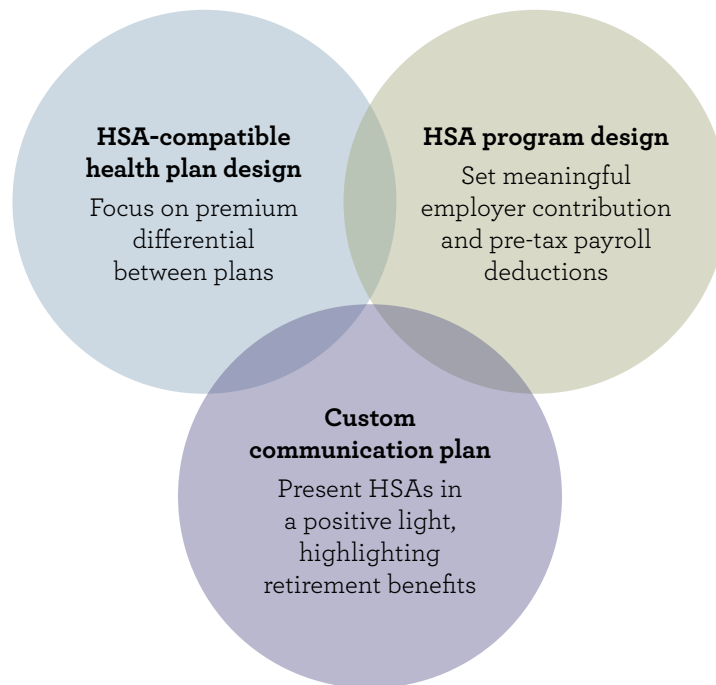 HSA-compatible
health plan design
Focus on premium
differential
between plans
HSA program design
Set meaningful
employer contribution
and pre-tax payroll
deductions
Custom
communication plan
Present HSAs in
a positive light,
highlighting
retirement benefits